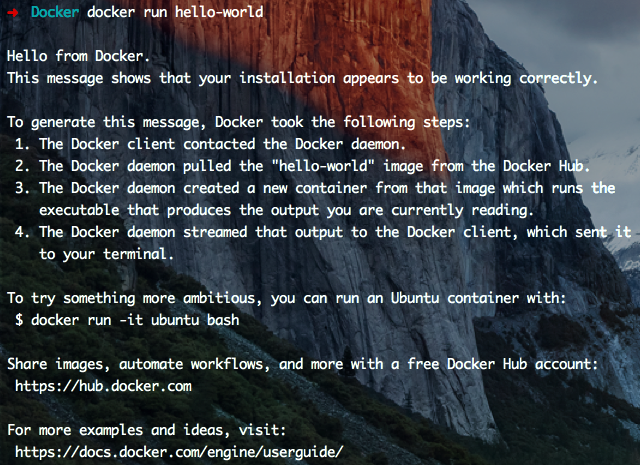 ➜ Docker docker run hello-world
Hello from Docker.
This message shows that your installation appears to be working correctly.
To generate this message, Docker took the following steps:
1. The Docker client contacted the Docker daemon.
2. The Docker daemon pulled the "hello-world" image from the Docker Hub.
3. The Docker daemon created a new container from that image which runs the
executable that produces the output you are currently reading.
4. The Docker daemon streamed that output to the Docker client, which sent it
to your terminal.
To try something more ambitious, you can run an Ubuntu container with:
$ docker run -it ubuntu bash
Share images, automate workflows, and more with a free Docker Hub account:
https://hub.docker.com
For more examples and ideas, visit:
https://docs.docker.com/engine/userguide/